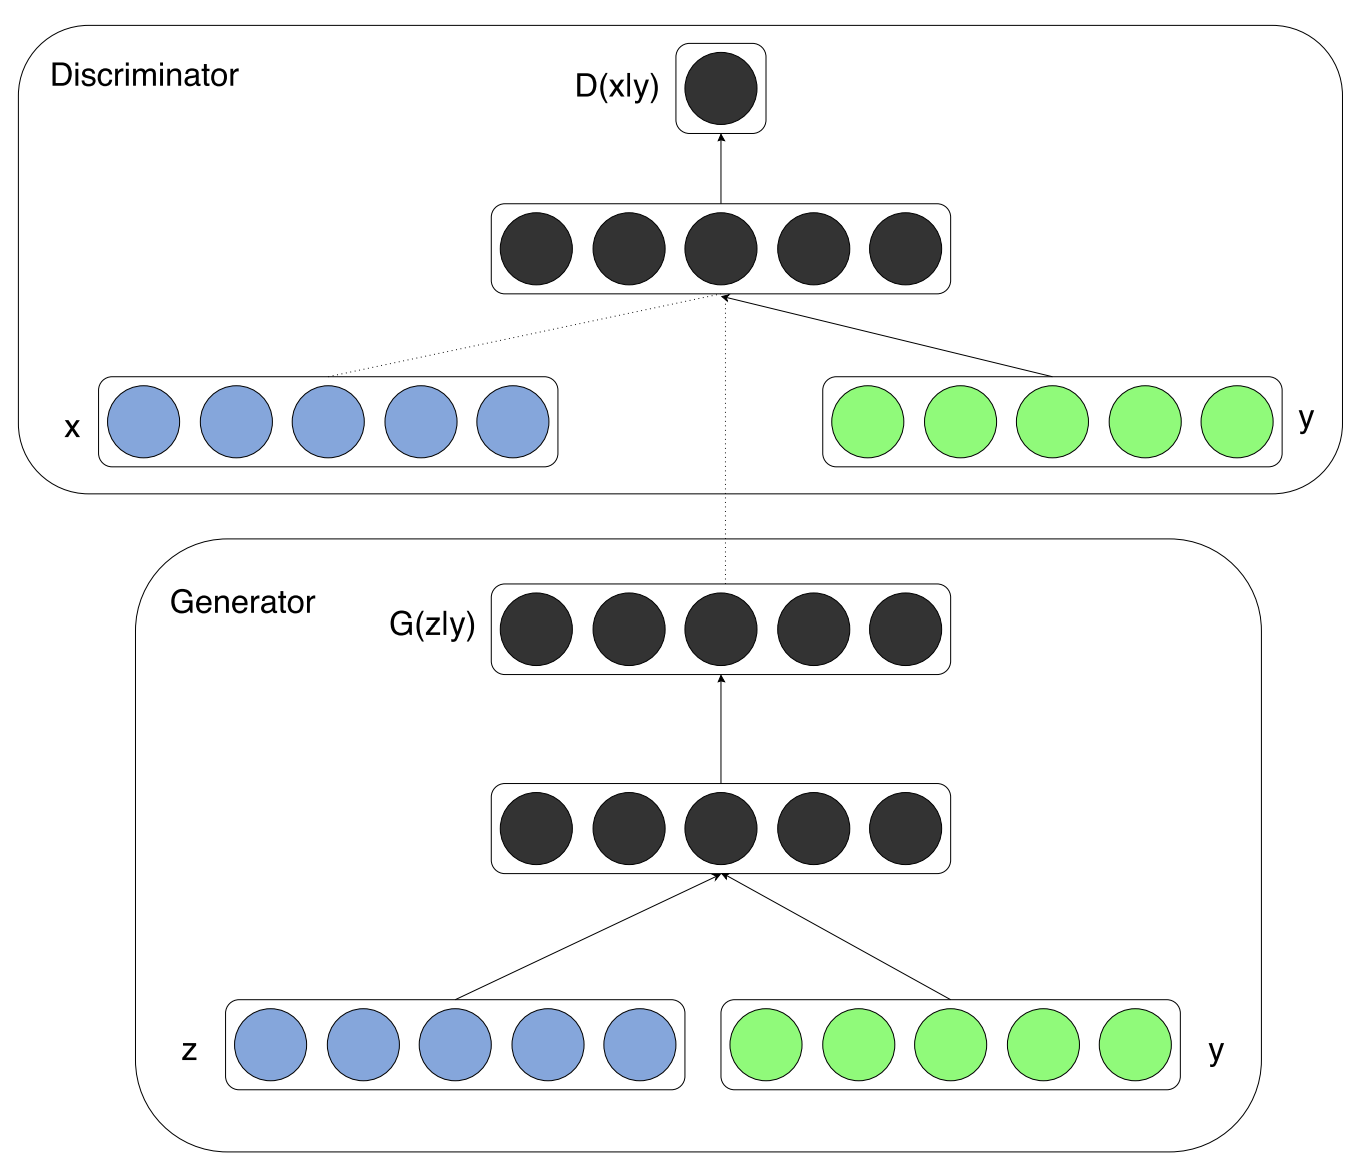 Discriminator
D(x|y)
x
y
Generator
G(z|y)
z
y